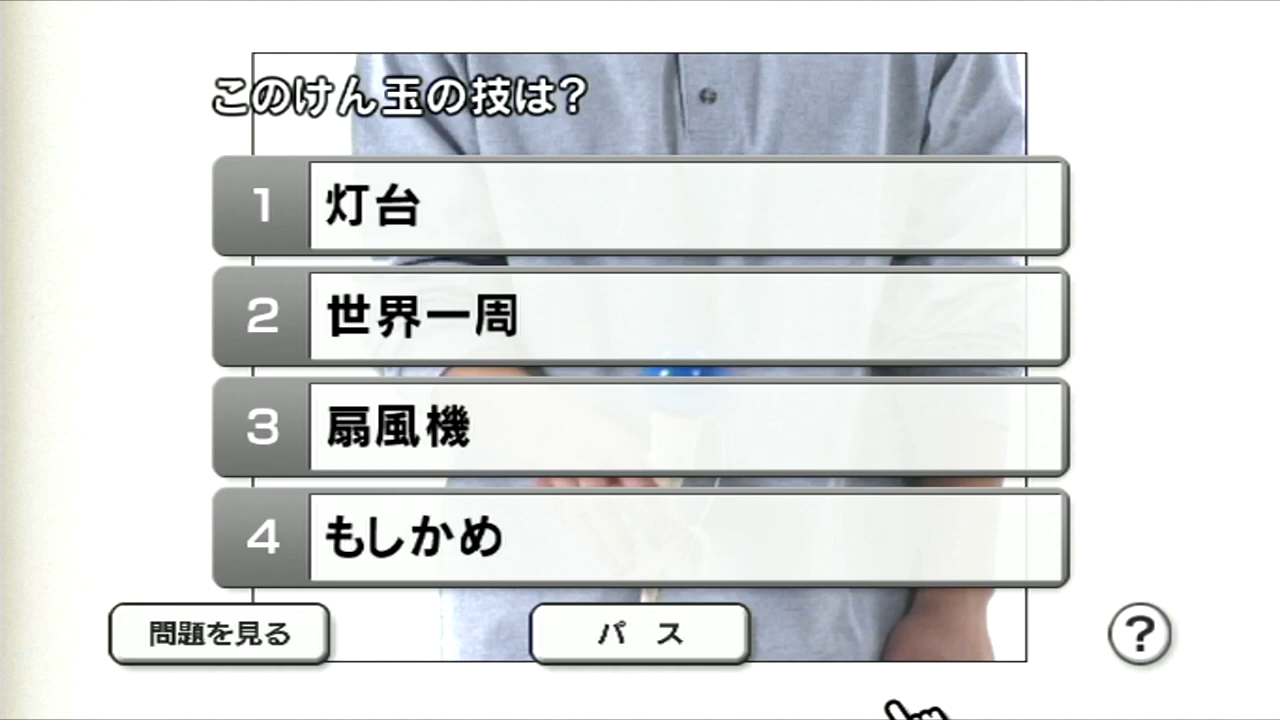 このけん玉の技は?
1 灯台
2 世界一周
3 扇風機
4 もしかめ
問題を見る
パス
?